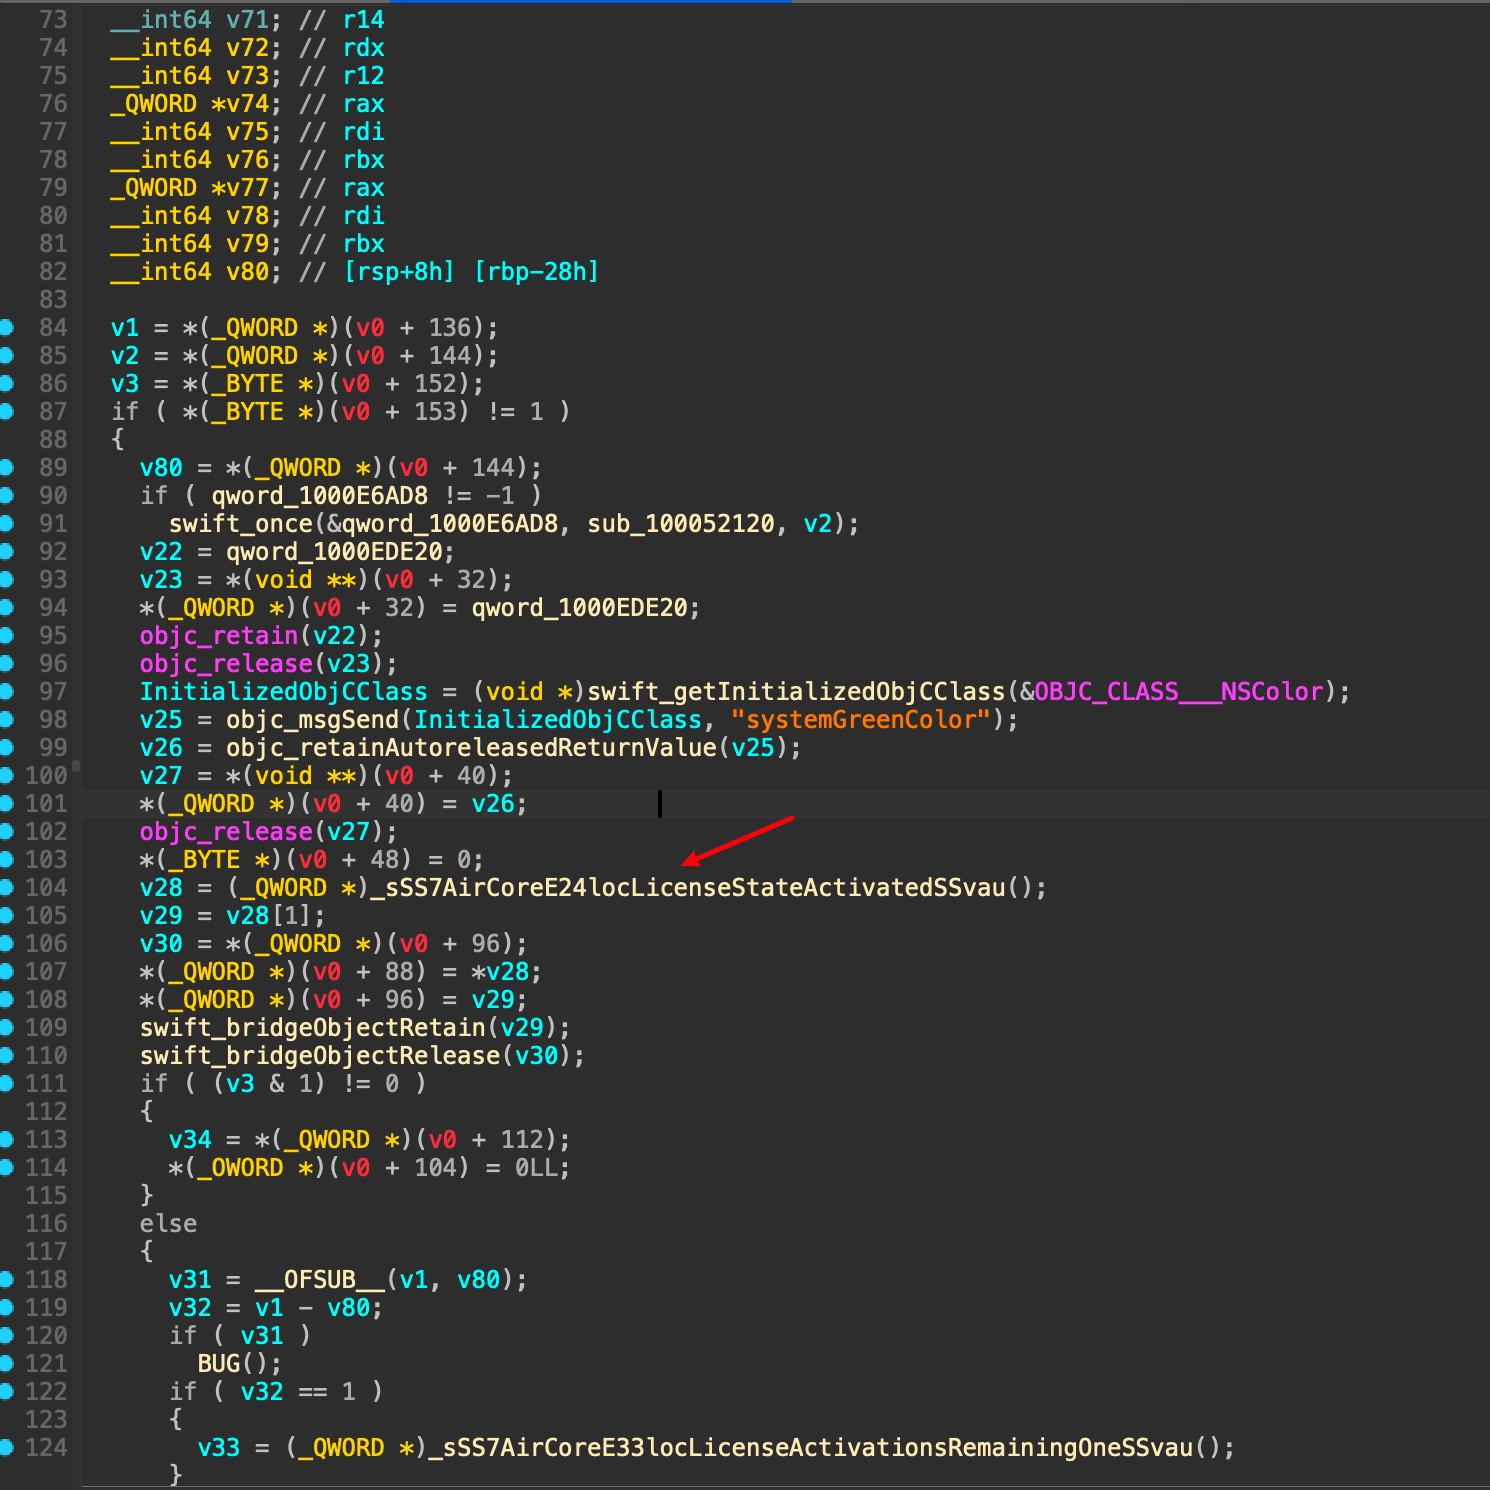 73 __int64 v71; // r14
74 __int64 v72; // rdx
75 __int64 v73; // r12
76 _QWORD *v74; // rax
77 __int64 v75; // rdi
78 __int64 v76; // rbx
79 _QWORD *v77; // rax
80 __int64 v78; // rdi
81 __int64 v79; // rbx
82 __int64 v80; // [rsp+8h] [rbp-28h]
83
84 v1 = *(_QWORD *)(v0 + 136);
85 v2 = *(_QWORD *)(v0 + 144);
86 v3 = *(_BYTE *)(v0 + 152);
87 if ( *(_BYTE *)(v0 + 153) != 1 )
88 {
89 v80 = *(_QWORD *)(v0 + 144);
90 if ( qword_1000E6AD8 != -1 )
91 swift_once(&qword_1000E6AD8, sub_100052120, v2);
92 v22 = qword_1000EDE20;
93 v23 = *(void **)(v0 + 32);
94 *(_QWORD *)(v0 + 32) = qword_1000EDE20;
95 objc_retain(v22);
96 objc_release(v23);
97 InitializedObjCClass = (void *)swift_getInitializedObjCClass(&OBJC_CLASS___NSColor);
98 v25 = objc_msgSend(InitializedObjCClass, "systemGreenColor");
99 v26 = objc_retainAutoreleasedReturnValue(v25);
100 v27 = *(void **)(v0 + 40);
101 *(_QWORD *)(v0 + 40) = v26;
102 objc_release(v27);
103 *(_BYTE *)(v0 + 48) = 0;
104 v28 = (_QWORD *)_sSS7AirCoreE24locLicenseStateActivatedSSvau();
105 v29 = v28[1];
106 v30 = *(_QWORD *)(v0 + 96);
107 *(_QWORD *)(v0 + 88) = *v28;
108 *(_QWORD *)(v0 + 96) = v29;
109 swift_bridgeObjectRetain(v29);
110 swift_bridgeObjectRelease(v30);
111 if ( (v3 & 1) != 0 )
112 {
113 v34 = *(_QWORD *)(v0 + 112);
114 *(_OWORD *)(v0 + 104) = 0LL;
115 }
116 else
117 {
118 v31 = __OFSUB__(v1, v80);
119 v32 = v1 - v80;
120 if ( v31 )
121 BUG();
122 if ( v32 == 1 )
123 {
124 v33 = (_QWORD *)_sSS7AirCoreE33locLicenseActivationsRemainingOneSSvau();
}